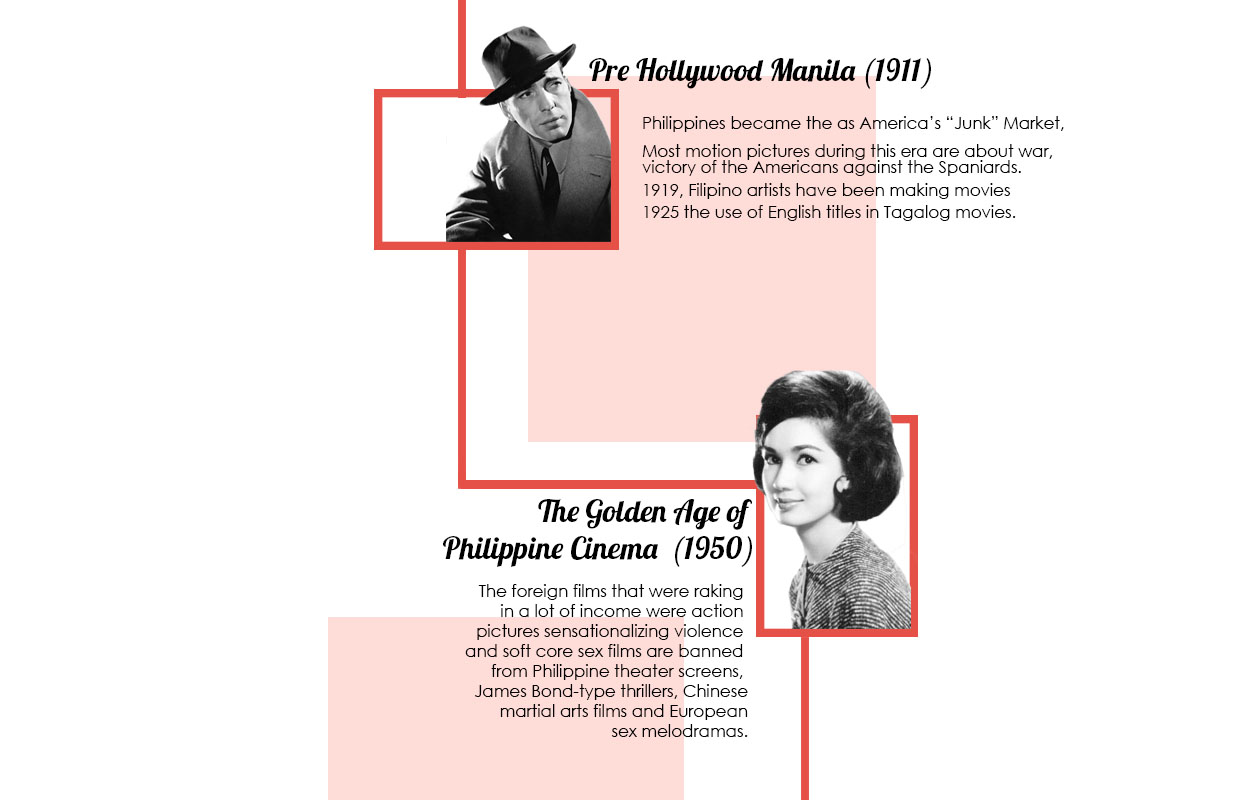 Pre Hollywood Manila (1911)
Philippines became the as America’s “Junk” Market,
Most motion pictures during this era are about war,
victory of the Americans against the Spaniards.
1919, Filipino artists have been making movies
1925 the use of English titles in Tagalog movies.
The Golden Age of
Philippine Cinema (1950)
The foreign films that were raking
in a lot of income were action
pictures sensationalizing violence
and soft core sex films are banned
from Philippine theater screens,
James Bond-type thrillers, Chinese
martial arts films and European
sex melodramas.